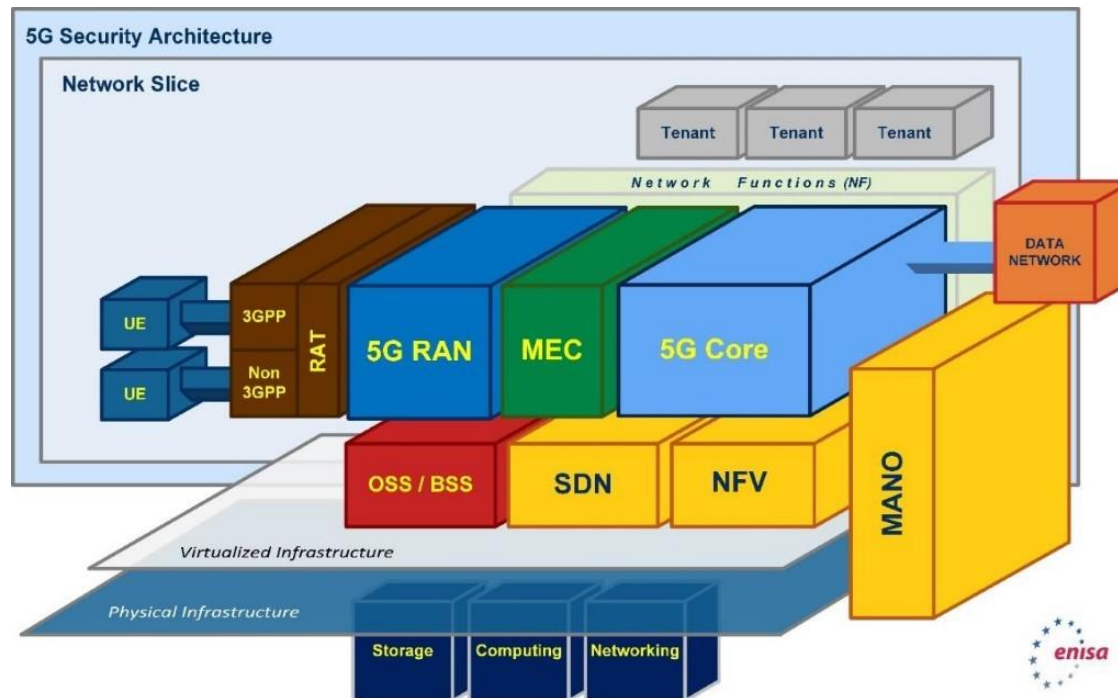 5G Security Architecture
Network Slice
Tenant Tenant Tenant
Network Functions (NF)
DATA
NETWORK
UE
3GPP
RAT
5G RAN
MEC
5G Core
UE
Non
3GPP
OSS / BSS
SDN
NFV
MANO
Virtualized Infrastructure
Physical Infrastructure
Storage Computing Networking
enisa